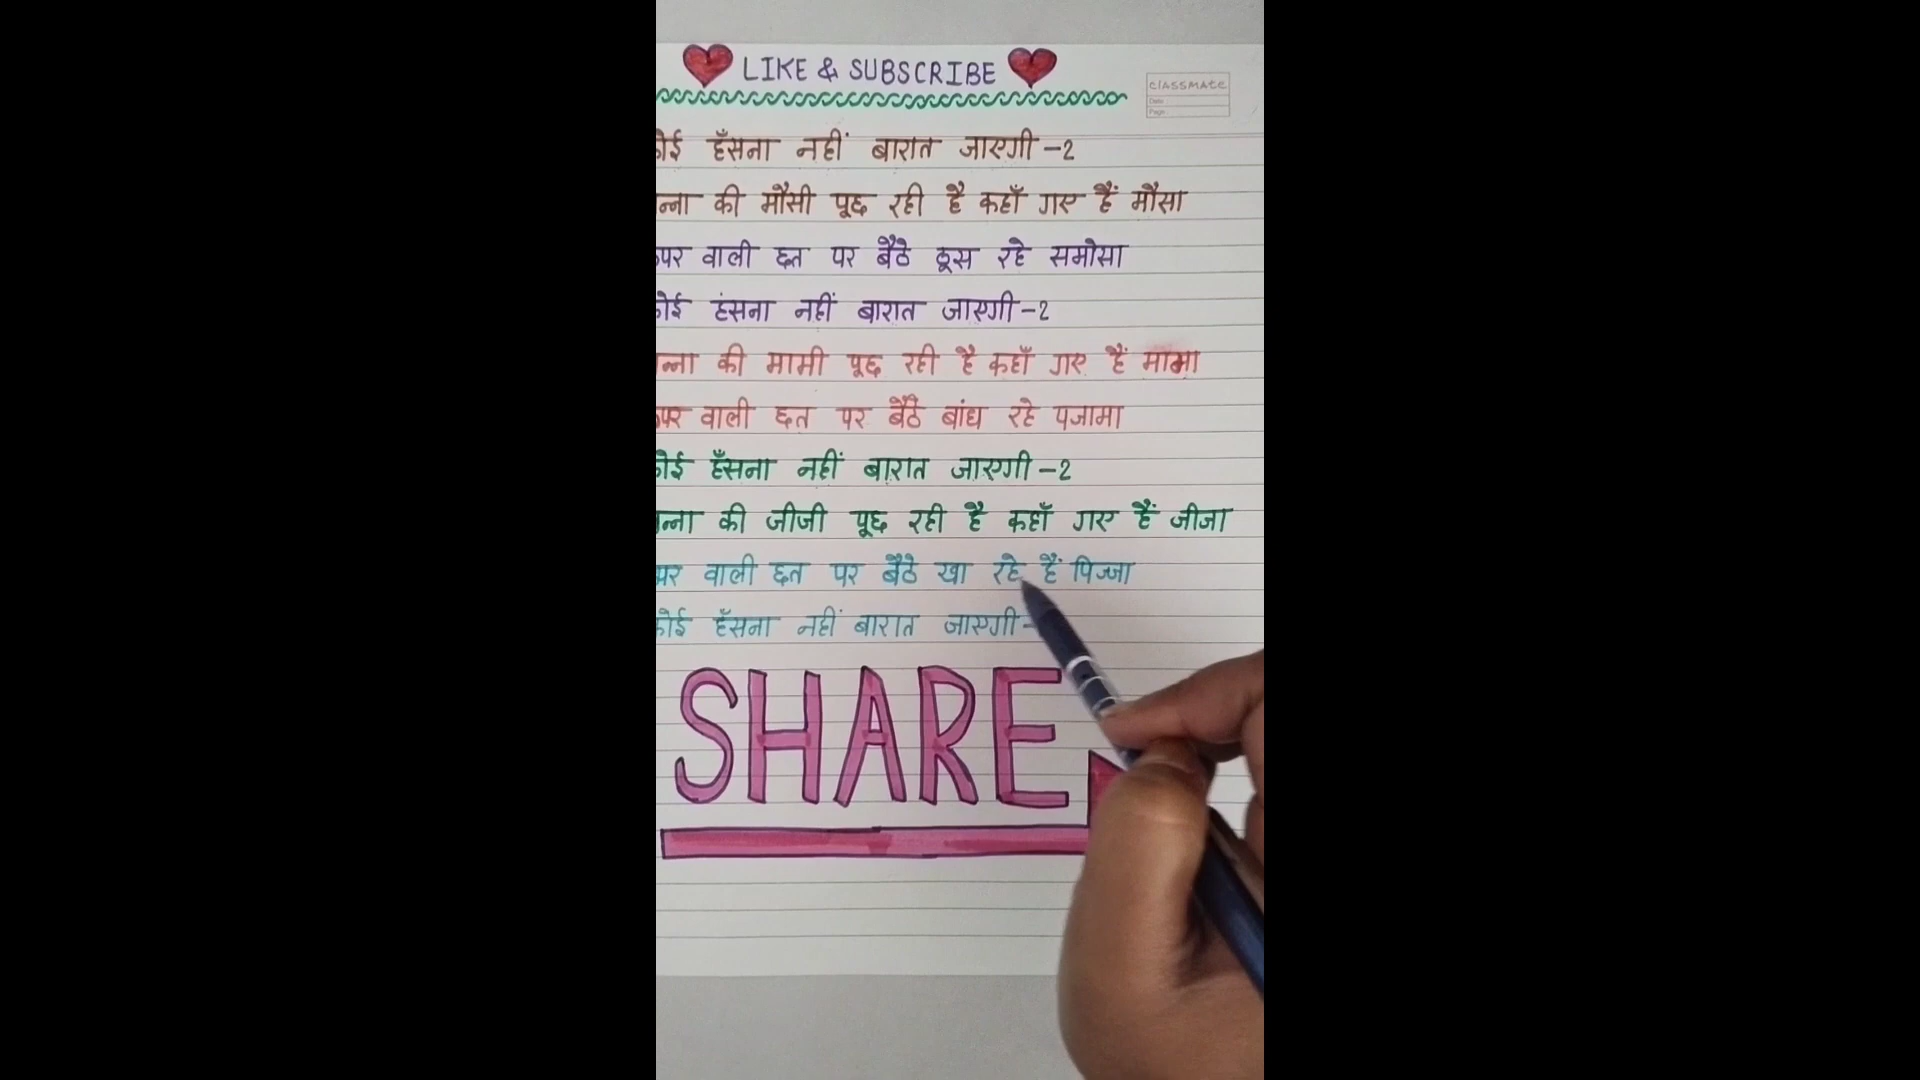 LIKE & SUBSCRIBE
classmate
Date
Page
ोई हँसना नहीं बारात जाएगी -2
न्ना की मौसी पूछ रही है कहाँ गए हैं मौसा
पर वाली छत पर बैठे ठूस रहे समोसा
ोई हंसना नहीं बारात जाएगी -2
न्ना की मामी पूछ रही है कहाँ गए हैं मामा
पर वाली छत पर बैठे बांध रहे पजामा
ोई हँसना नहीं बारात जाएगी -2
न्ना की जीजी पूछ रही है कहाँ गए हैं जीजा
पर वाली छत पर बैठे खा रहे हैं पिज्जा
कोई हँसना नहीं बारात जाएगी -
SHARE